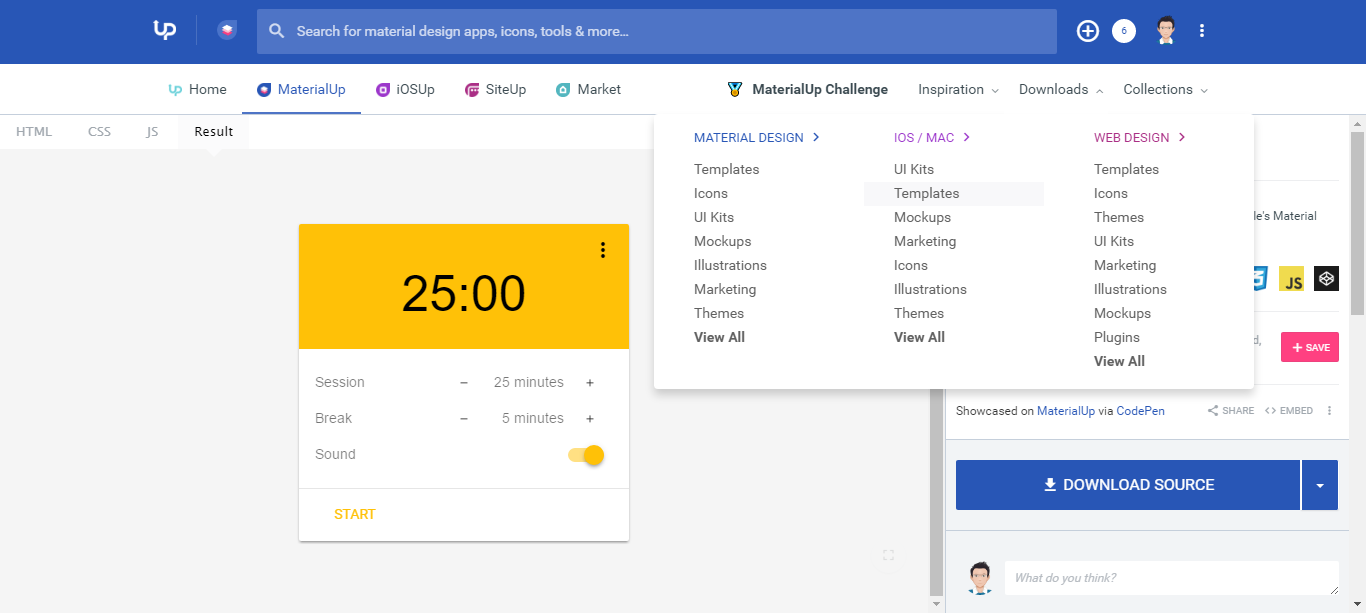 up
Search for material design apps, icons, tools & more...
6
up Home
MaterialUp
iOSUp
SiteUp
Market
MaterialUp Challenge
Inspiration
Downloads
Collections
HTML
CSS
JS
Result
25:00
Session
− 25 minutes +
Break
− 5 minutes +
Sound
START
MATERIAL DESIGN
Templates
Icons
UI Kits
Mockups
Illustrations
Marketing
Themes
View All
IOS / MAC
UI Kits
Templates
Mockups
Marketing
Icons
Illustrations
Themes
View All
WEB DESIGN
Templates
Icons
Themes
UI Kits
Marketing
Illustrations
Mockups
Plugins
View All
le's Material
JS
d,
+ SAVE
Showcased on MaterialUp via CodePen
SHARE
<> EMBED
DOWNLOAD SOURCE
What do you think?